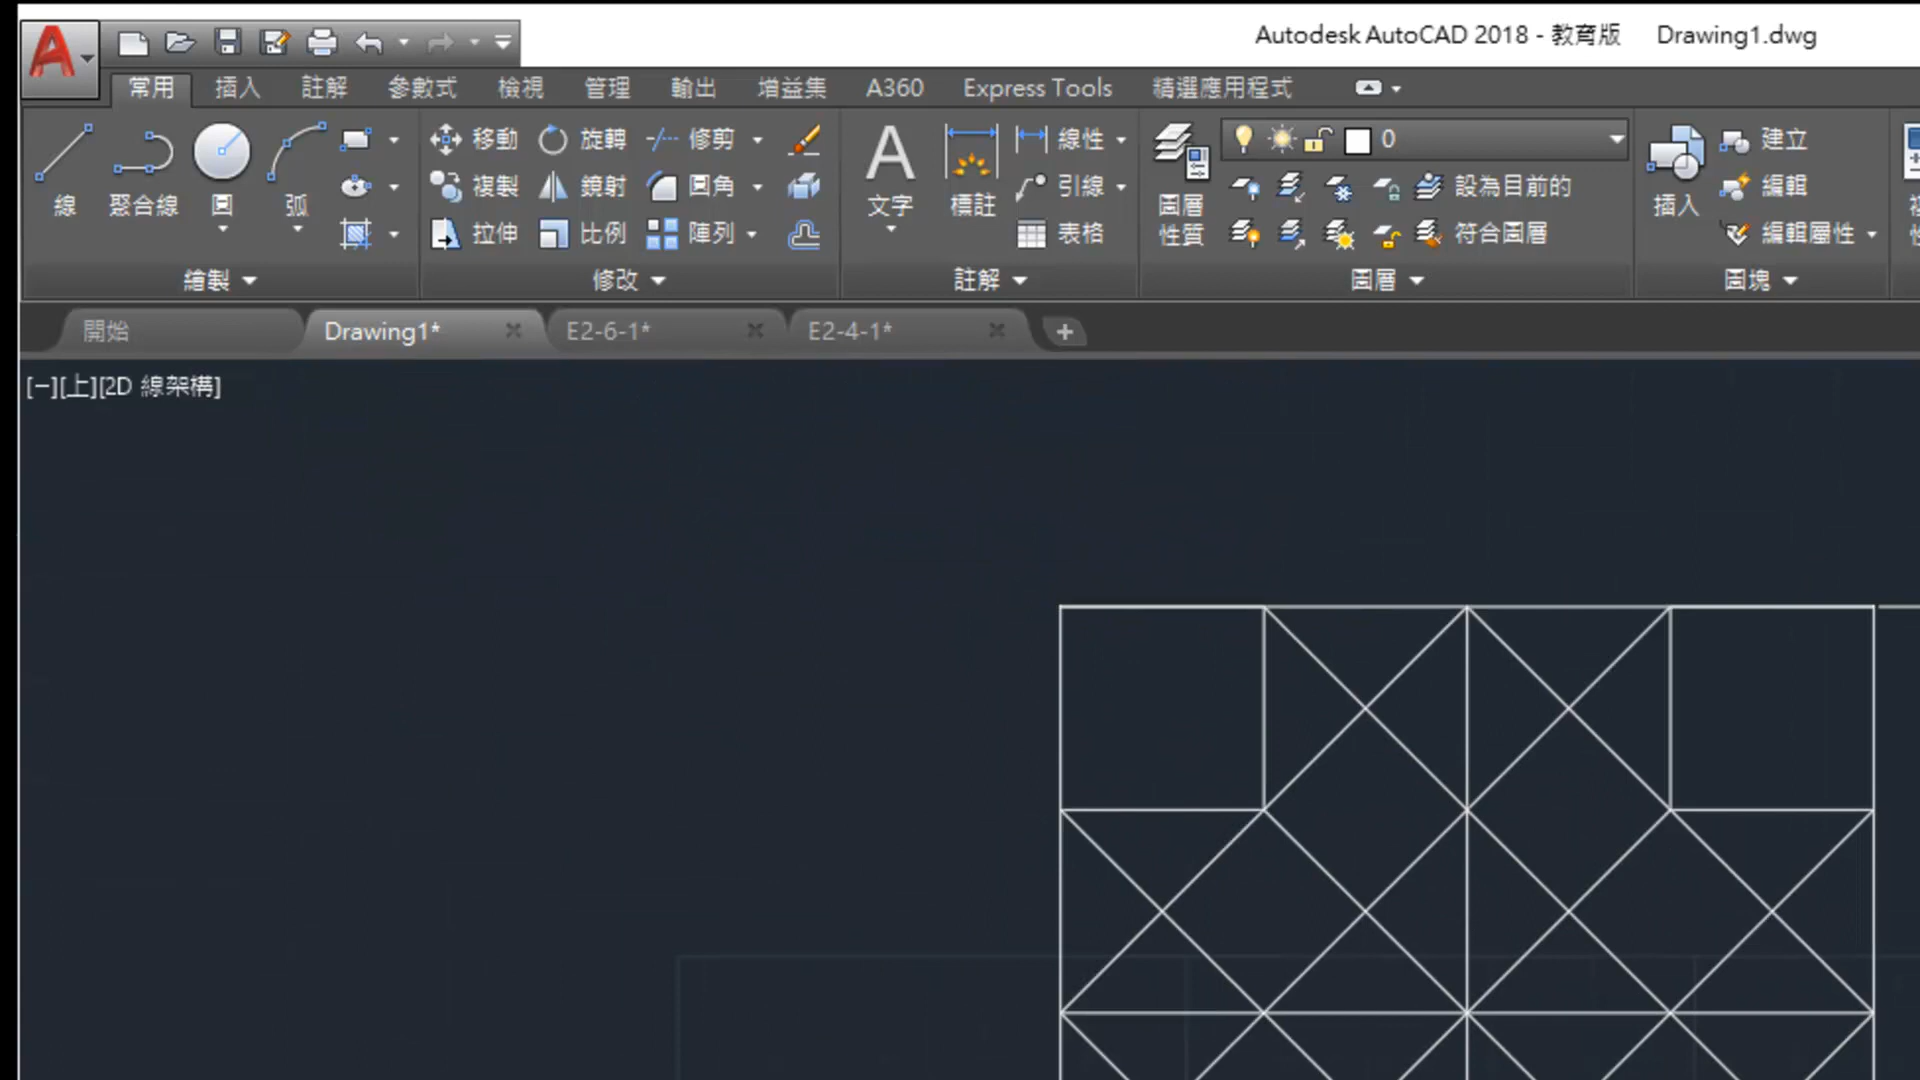 Autodesk AutoCAD 2018 - 教育版 Drawing1.dwg
常用 插入 註解 參數式 檢視 管理 輸出 增益集 A360 Express Tools 精選應用程式
移動 旋轉 修剪 線性 0 建立
複製 鏡射 圓角 引線 設為目前的 編輯
線 聚合線 圓 弧 文字 標註 圖層 插入
拉伸 比例 陣列 表格 性質 符合圖層 編輯屬性
繪製 修改 註解 圖層 圖塊
開始 Drawing1* E2-6-1* E2-4-1*
[−][上][2D 線架構]